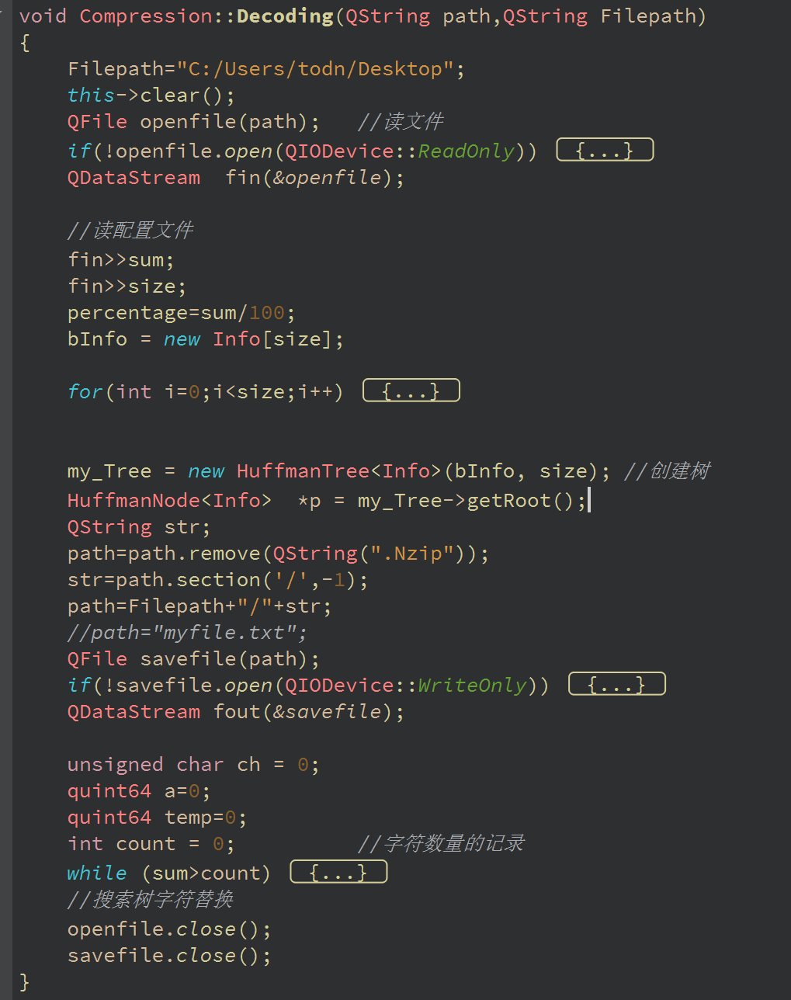 void Compression::Decoding(QString path,QString Filepath)
{
    Filepath="C:/Users/todn/Desktop";
    this->clear();
    QFile openfile(path);   //读文件
    if(!openfile.open(QIODevice::ReadOnly)) {...}
    QDataStream  fin(&openfile);

    //读配置文件
    fin>>sum;
    fin>>size;
    percentage=sum/100;
    bInfo = new Info[size];

    for(int i=0;i<size;i++) {...}

    my_Tree = new HuffmanTree<Info>(bInfo, size); //创建树
    HuffmanNode<Info>  *p = my_Tree->getRoot();
    QString str;
    path=path.remove(QString(".Nzip"));
    str=path.section('/',-1);
    path=Filepath+"/"+str;
    //path="myfile.txt";
    QFile savefile(path);
    if(!savefile.open(QIODevice::WriteOnly)) {...}
    QDataStream fout(&savefile);

    unsigned char ch = 0;
    quint64 a=0;
    quint64 temp=0;
    int count = 0;          //字符数量的记录
    while (sum>count) {...}
    //搜索树字符替换
    openfile.close();
    savefile.close();
}